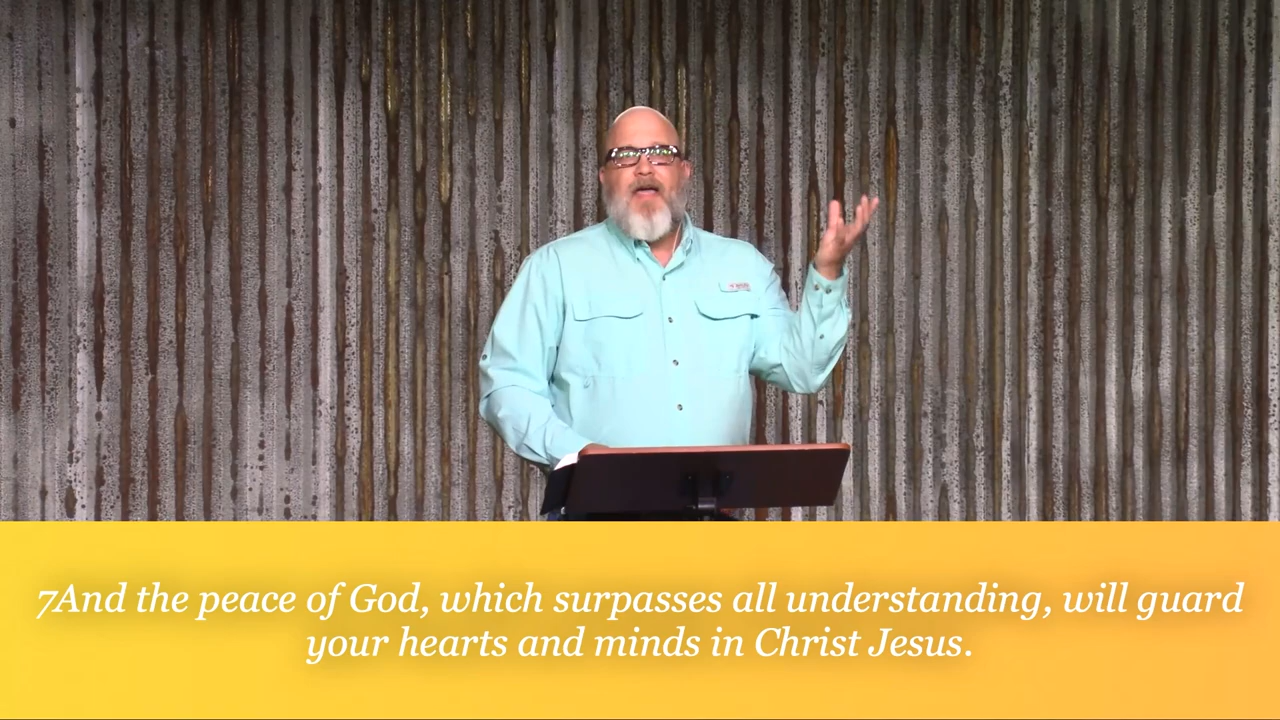 7And the peace of God, which surpasses all understanding, will guard
your hearts and minds in Christ Jesus.